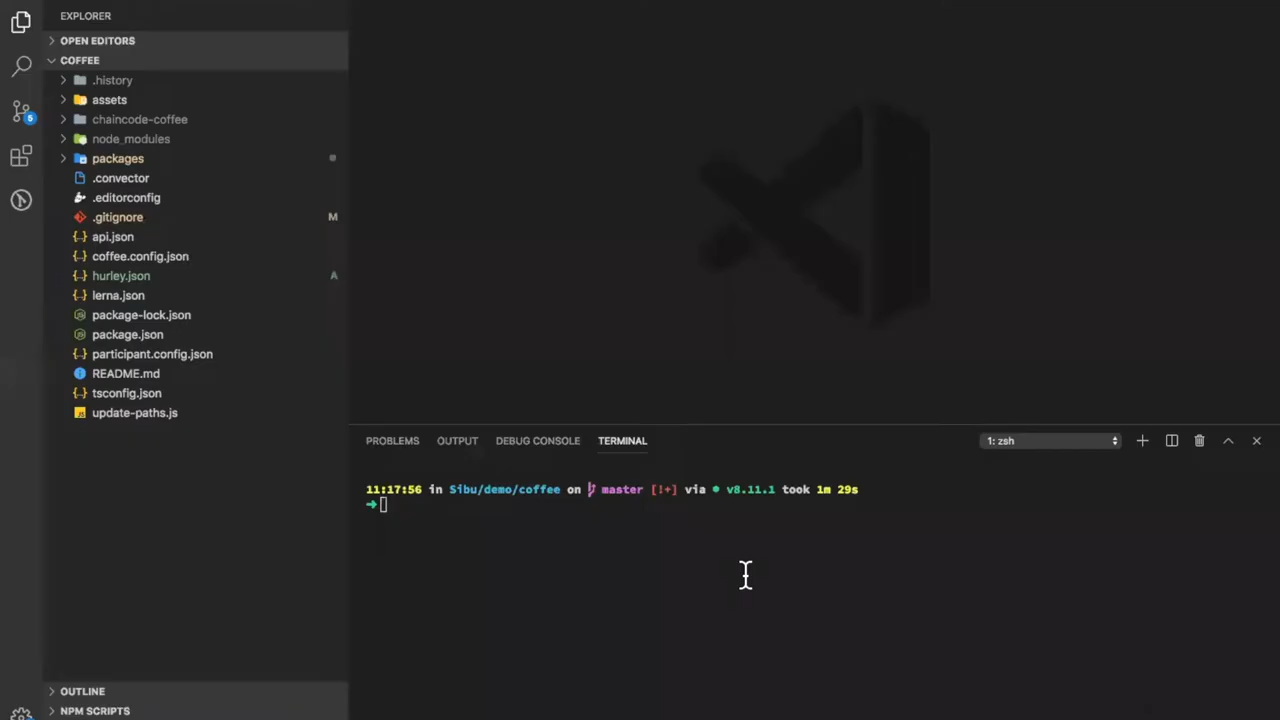 EXPLORER
OPEN EDITORS
COFFEE
.history
assets
chaincode-coffee
node_modules
packages
.convector
.editorconfig
.gitignore M
api.json
coffee.config.json
hurley.json A
lerna.json
package-lock.json
package.json
participant.config.json
README.md
tsconfig.json
update-paths.js
OUTLINE
NPM SCRIPTS
5
PROBLEMS OUTPUT DEBUG CONSOLE TERMINAL 1: zsh
11:17:56 in Sibu/demo/coffee on master [!+] via ● v8.11.1 took 1m 29s
➜